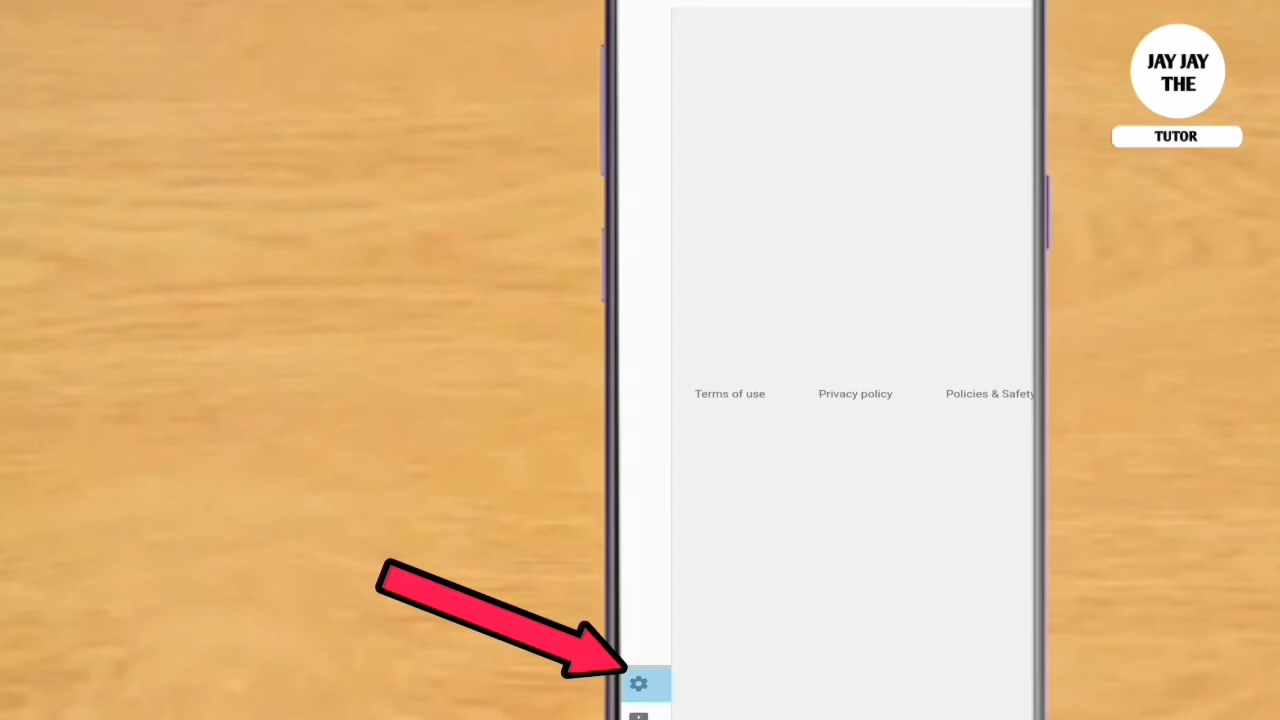 JAY JAY
THE
TUTOR
Terms of use
Privacy policy
Policies & Safety